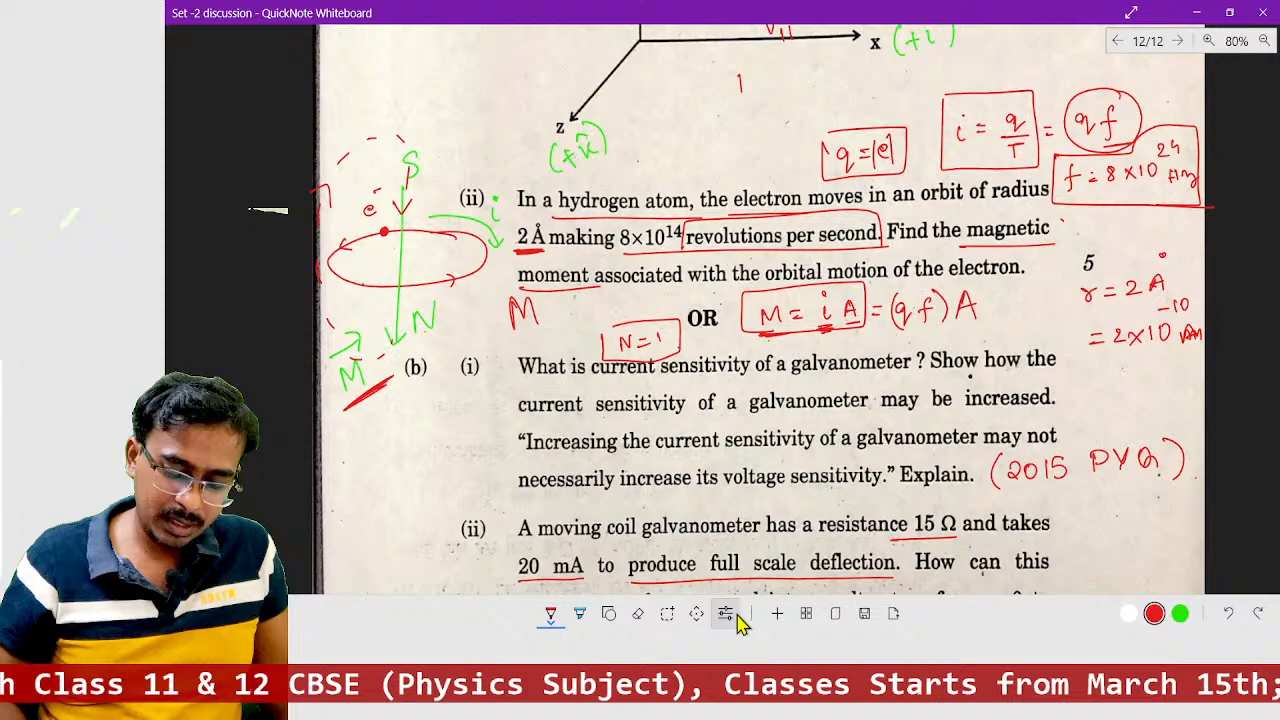 Set -2 discussion - QuickNote Whiteboard
12/12
80%
x (+i)
z
(+k̂)
q = |e|
i = q/T = qf
f = 8×10²⁴ Hz
S
e
i
N
M
(ii) In a hydrogen atom, the electron moves in an orbit of radius
2 Å making 8×10¹⁴ revolutions per second. Find the magnetic
moment associated with the orbital motion of the electron. 5
r = 2 Å
= 2×10⁻¹⁰ m
M
OR
N=1
M = i A = (qf) A
(b) (i) What is current sensitivity of a galvanometer ? Show how the
current sensitivity of a galvanometer may be increased.
“Increasing the current sensitivity of a galvanometer may not
necessarily increase its voltage sensitivity.” Explain. (2015 PYQ)
(ii) A moving coil galvanometer has a resistance 15 Ω and takes
20 mA to produce full scale deflection. How can this
h Class 11 & 12 CBSE (Physics Subject), Classes Starts from March 15th;